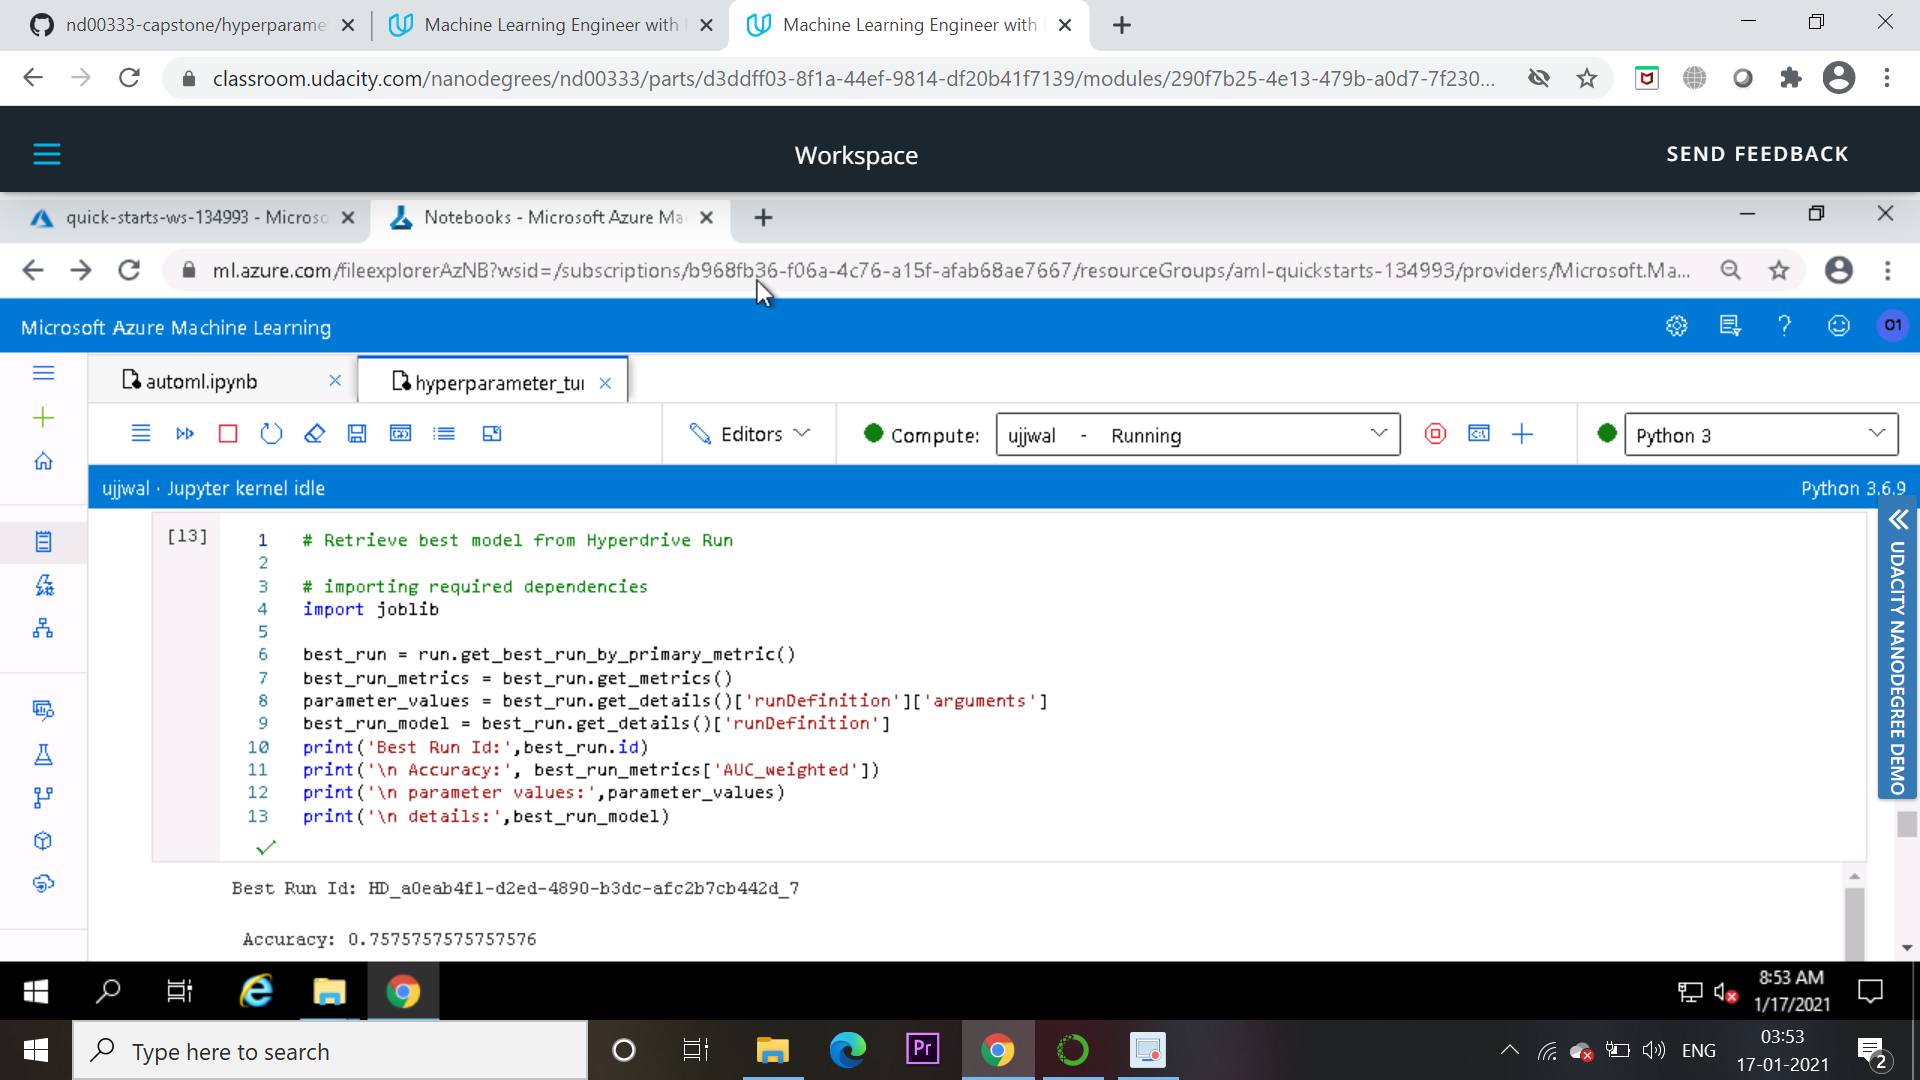 nd00333-capstone/hyperparame
Machine Learning Engineer with
Machine Learning Engineer with
classroom.udacity.com/nanodegrees/nd00333/parts/d3ddff03-8f1a-44ef-9814-df20b41f7139/modules/290f7b25-4e13-479b-a0d7-7f230...
Workspace
SEND FEEDBACK
quick-starts-ws-134993 - Microso
Notebooks - Microsoft Azure Ma
ml.azure.com/fileexplorerAzNB?wsid=/subscriptions/b968fb36-f06a-4c76-a15f-afab68ae7667/resourceGroups/aml-quickstarts-134993/providers/Microsoft.Ma...
Microsoft Azure Machine Learning
01
automl.ipynb
hyperparameter_tu
Editors
Compute:
ujjwal - Running
Python 3
ujjwal · Jupyter kernel idle
Python 3.6.9
UDACITY NANODEGREE DEMO
[13]
1 # Retrieve best model from Hyperdrive Run
2
3 # importing required dependencies
4 import joblib
5
6 best_run = run.get_best_run_by_primary_metric()
7 best_run_metrics = best_run.get_metrics()
8 parameter_values = best_run.get_details()['runDefinition']['arguments']
9 best_run_model = best_run.get_details()['runDefinition']
10 print('Best Run Id:',best_run.id)
11 print('\n Accuracy:', best_run_metrics['AUC_weighted'])
12 print('\n parameter values:',parameter_values)
13 print('\n details:',best_run_model)
Best Run Id: HD_a0eab4f1-d2ed-4890-b3dc-afc2b7cb442d_7
Accuracy: 0.7575757575757576
8:53 AM
1/17/2021
Type here to search
Pr
ENG
03:53
17-01-2021
2